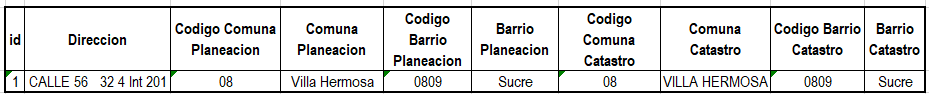 id Direccion Codigo Comuna Planeacion Comuna Planeacion Codigo Barrio Planeacion Barrio Planeacion Codigo Comuna Catastro Comuna Catastro Codigo Barrio Catastro Barrio Catastro
1 CALLE 56 32 4 Int 201 08 Villa Hermosa 0809 Sucre 08 VILLA HERMOSA 0809 Sucre